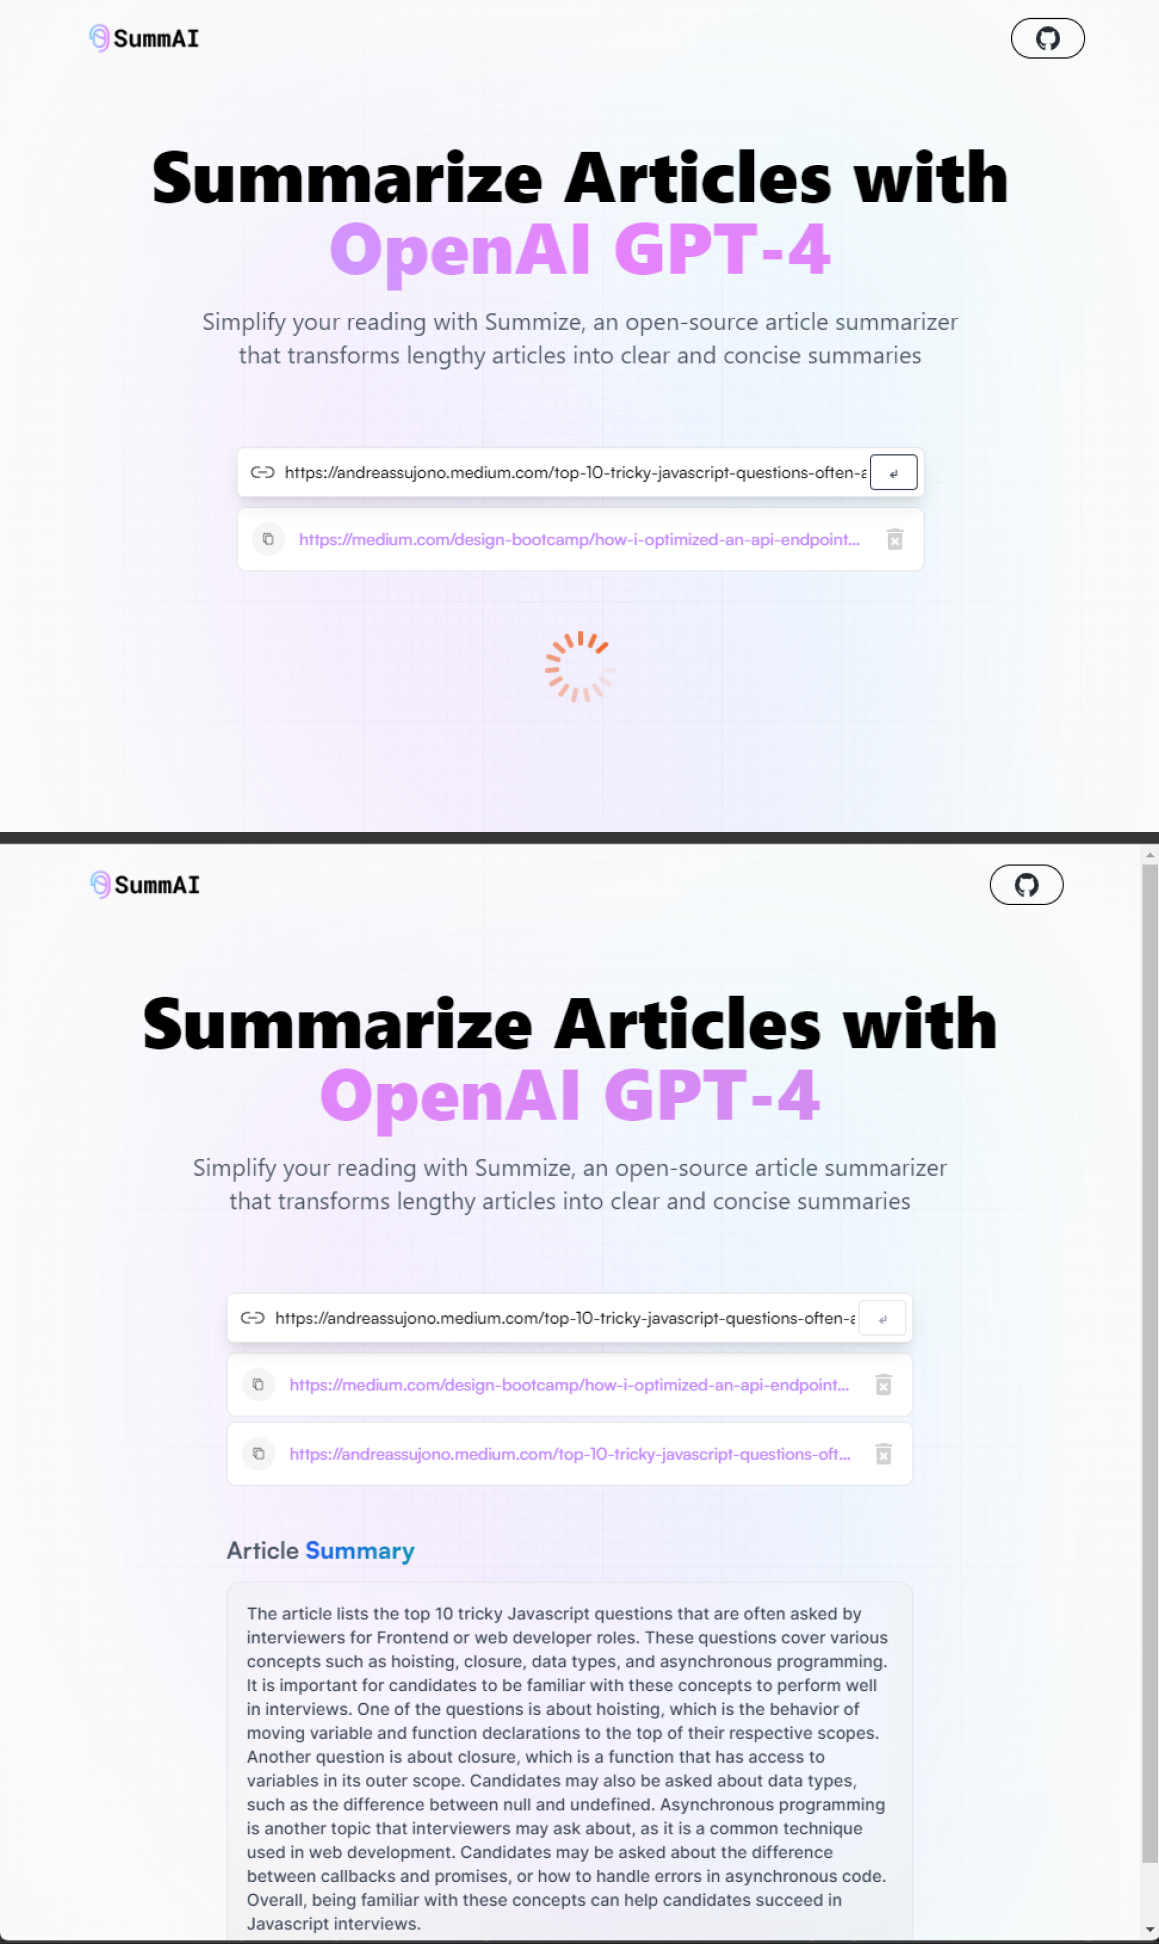 SummAI
Summarize Articles with
OpenAI GPT-4
Simplify your reading with Summize, an open-source article summarizer
that transforms lengthy articles into clear and concise summaries
https://andreassujono.medium.com/top-10-tricky-javascript-questions-often-a
https://medium.com/design-bootcamp/how-i-optimized-an-api-endpoint...
SummAI
Summarize Articles with
OpenAI GPT-4
Simplify your reading with Summize, an open-source article summarizer
that transforms lengthy articles into clear and concise summaries
https://andreassujono.medium.com/top-10-tricky-javascript-questions-often-a
https://medium.com/design-bootcamp/how-i-optimized-an-api-endpoint...
https://andreassujono.medium.com/top-10-tricky-javascript-questions-oft...
Article Summary
The article lists the top 10 tricky Javascript questions that are often asked by
interviewers for Frontend or web developer roles. These questions cover various
concepts such as hoisting, closure, data types, and asynchronous programming.
It is important for candidates to be familiar with these concepts to perform well
in interviews. One of the questions is about hoisting, which is the behavior of
moving variable and function declarations to the top of their respective scopes.
Another question is about closure, which is a function that has access to
variables in its outer scope. Candidates may also be asked about data types,
such as the difference between null and undefined. Asynchronous programming
is another topic that interviewers may ask about, as it is a common technique
used in web development. Candidates may be asked about the difference
between callbacks and promises, or how to handle errors in asynchronous code.
Overall, being familiar with these concepts can help candidates succeed in
Javascript interviews.